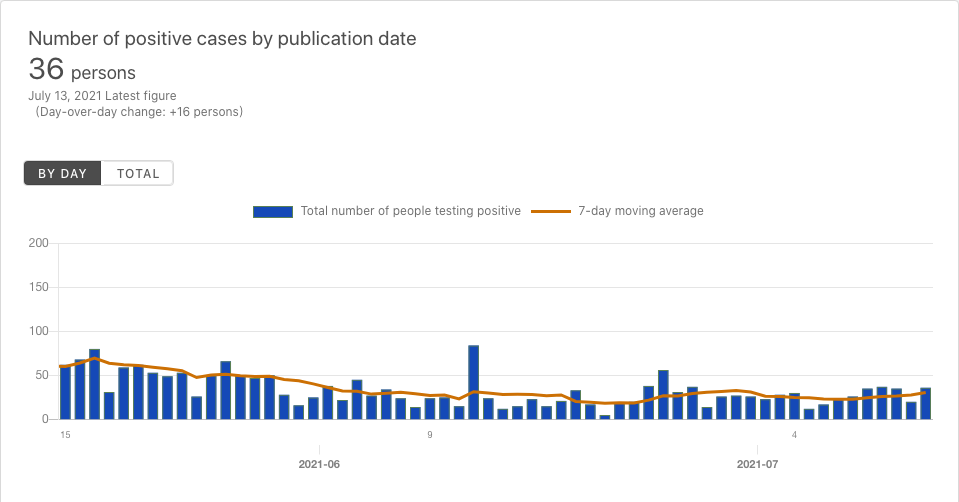 Number of positive cases by publication date
36 persons
July 13, 2021 Latest figure
(Day-over-day change: +16 persons)
BY DAY TOTAL
Total number of people testing positive 7-day moving average
200
150
100
50
0
15 9 4
2021-06 2021-07